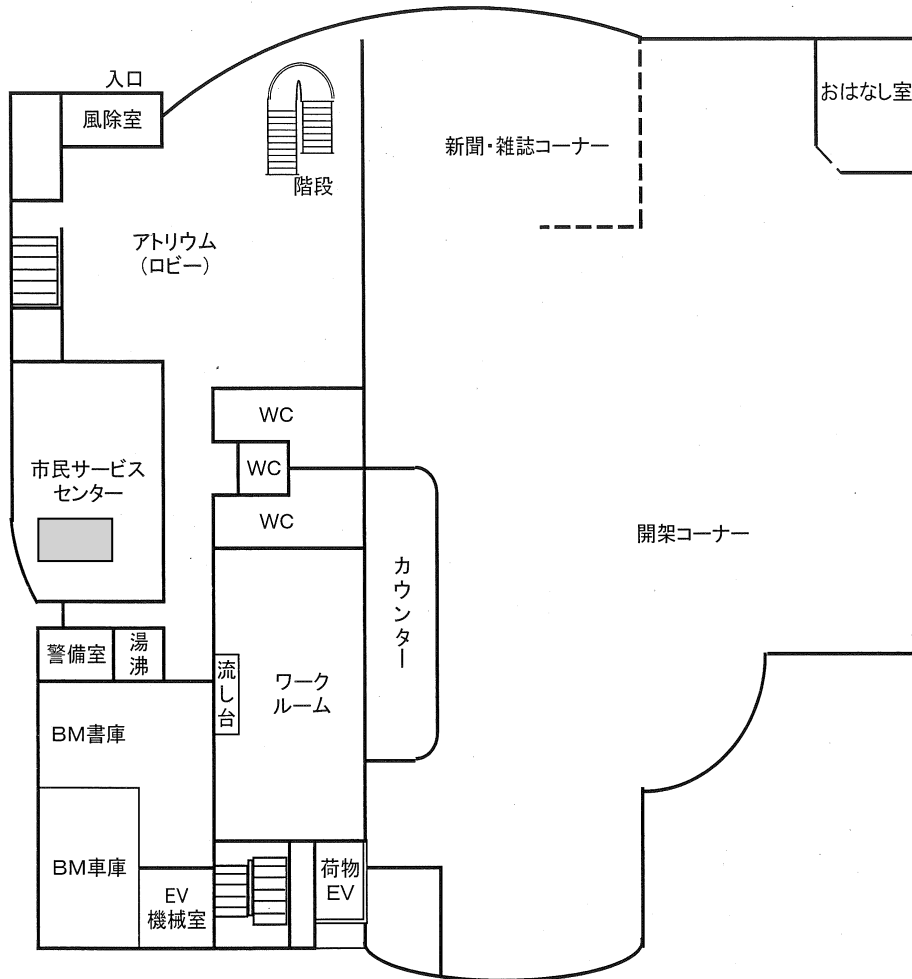 入口
風除室
おはなし室
新聞・雑誌コーナー
階段
アトリウム
（ロビー）
WC
WC
WC
市民サービス
センター
開架コーナー
カウンター
警備室
湯沸
流し台
ワーク
ルーム
BM書庫
BM車庫
EV
機械室
荷物
EV